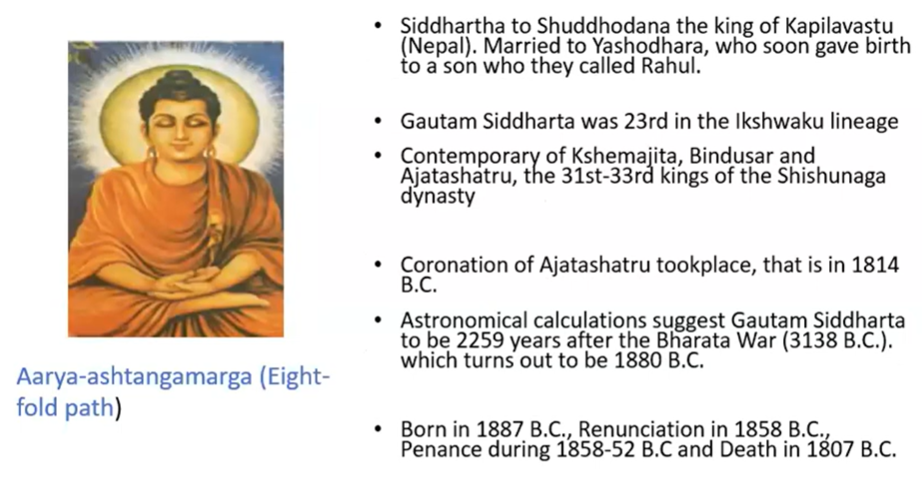 • Siddhartha to Shuddhodana the king of Kapilavastu
(Nepal). Married to Yashodhara, who soon gave birth
to a son who they called Rahul.
• Gautam Siddharta was 23rd in the Ikshwaku lineage
• Contemporary of Kshemajita, Bindusar and
Ajatashatru, the 31st-33rd kings of the Shishunaga
dynasty
• Coronation of Ajatashatru tookplace, that is in 1814
B.C.
• Astronomical calculations suggest Gautam Siddharta
to be 2259 years after the Bharata War (3138 B.C.).
which turns out to be 1880 B.C.
• Born in 1887 B.C., Renunciation in 1858 B.C.,
Penance during 1858-52 B.C and Death in 1807 B.C.
Aarya-ashtangamarga (Eight-
fold path)